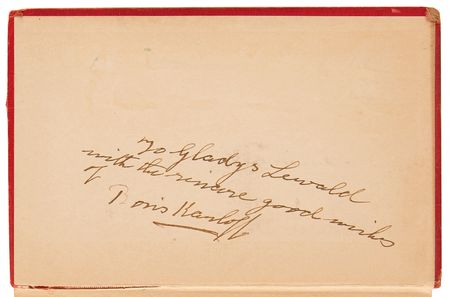 To Gladys Lewald
with the sincere good wishes
of
Boris Karloff